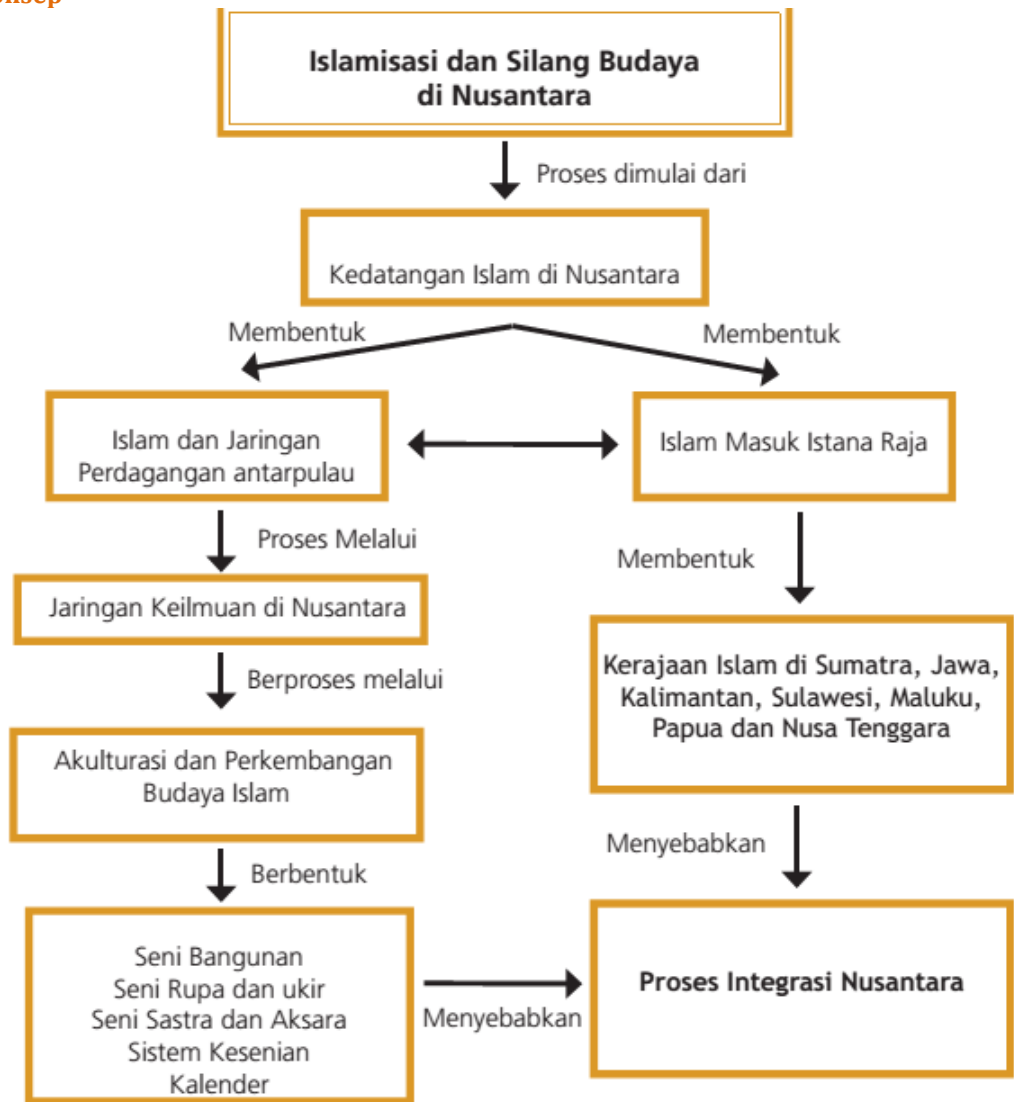 Islamisasi dan Silang Budaya
di Nusantara
Proses dimulai dari
Kedatangan Islam di Nusantara
Membentuk
Membentuk
Islam dan Jaringan
Perdagangan antarpulau
Islam Masuk Istana Raja
Proses Melalui
Membentuk
Jaringan Keilmuan di Nusantara
Kerajaan Islam di Sumatra, Jawa,
Kalimantan, Sulawesi, Maluku,
Papua dan Nusa Tenggara
Berproses melalui
Akulturasi dan Perkembangan
Budaya Islam
Menyebabkan
Berbentuk
Seni Bangunan
Seni Rupa dan ukir
Seni Sastra dan Aksara
Sistem Kesenian
Kalender
Menyebabkan
Proses Integrasi Nusantara